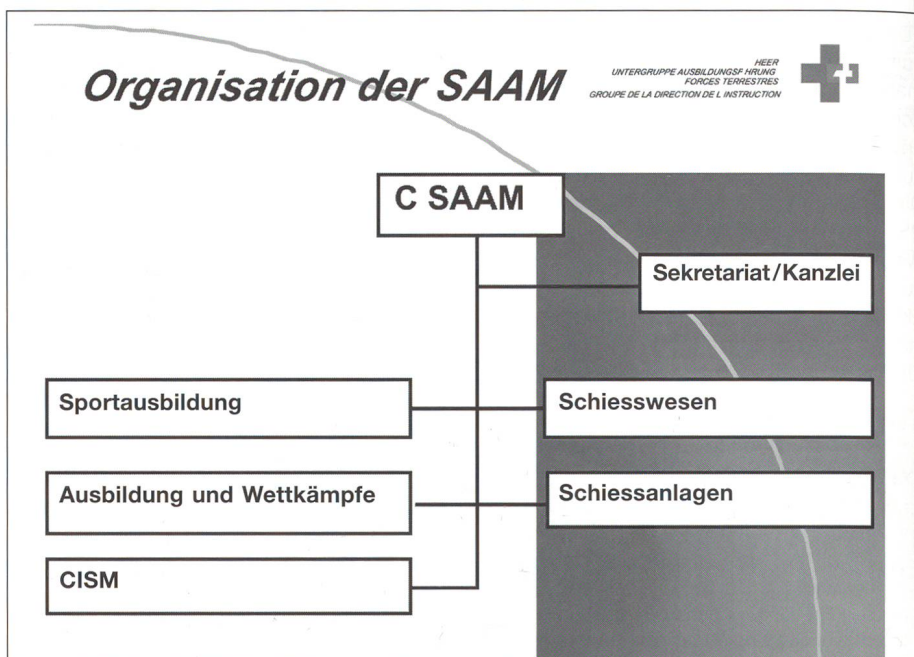 Organisation der SAAM
HEER
UNTERGRUPPE AUSBILDUNGSF HRUNG
FORCES TERRESTRES
GROUPE DE LA DIRECTION DE L INSTRUCTION
C SAAM
Sekretariat/Kanzlei
Sportausbildung
Schiesswesen
Ausbildung und Wettkämpfe
Schiessanlagen
CISM